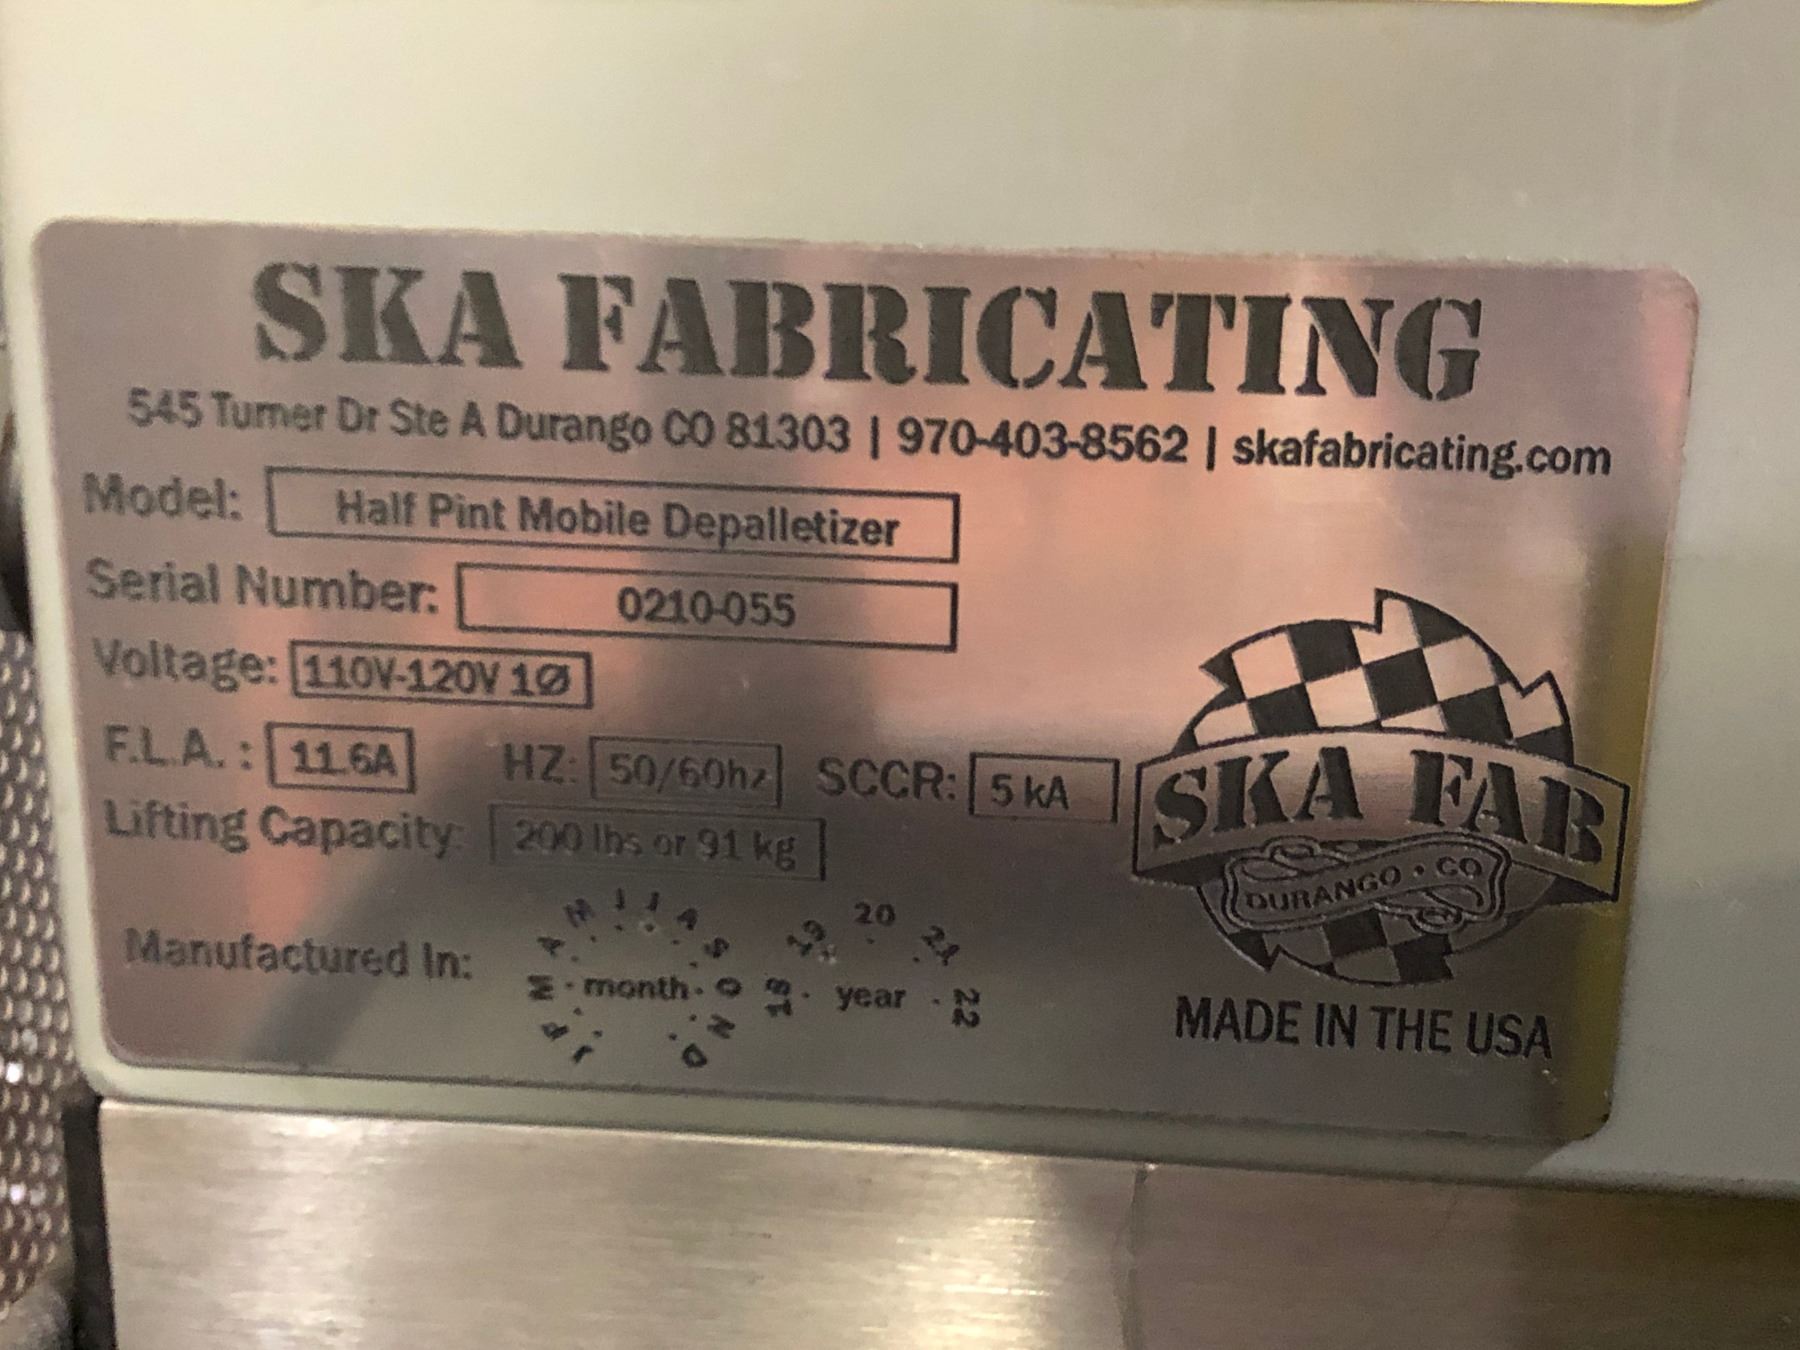 SKA FABRICATING
545 Turner Dr Ste A Durango CO 81303 | 970-403-8562 | skafabricating.com
Model: Half Pint Mobile Depalletizer
Serial Number: 0210-055
Voltage: 110V-120V 1Ø
F.L.A. : 11.6A HZ: 50/60hz SCCR: 5 kA
Lifting Capacity: 200 lbs or 91 kg
Manufactured In: J F M A M J J A S O N D month 18 19 20 21 22 year
SKA FAB
DURANGO • CO
MADE IN THE USA